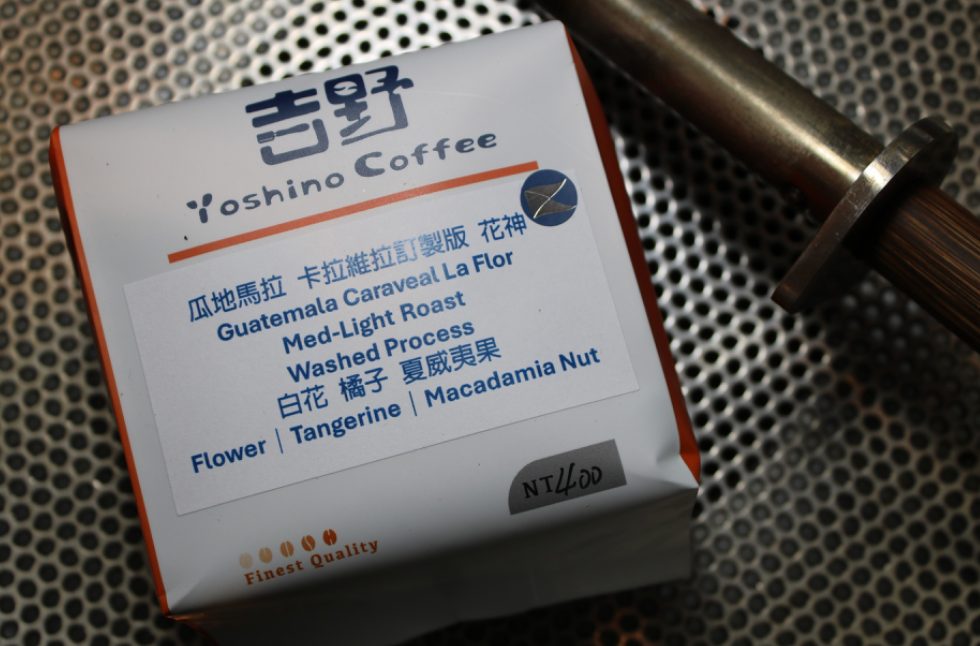 吉野
Yoshino Coffee
瓜地馬拉 卡拉維拉訂製版 花神
Guatemala Caraveal La Flor
Med-Light Roast
Washed Process
白花 橘子 夏威夷果
Flower | Tangerine | Macadamia Nut
NT400
Finest Quality